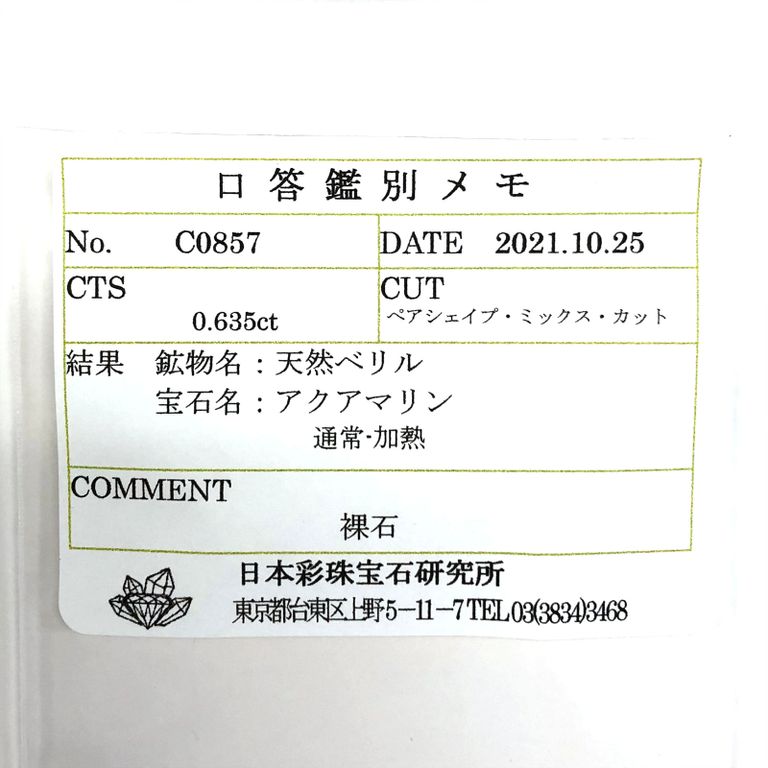 口答鑑別メモ
No. C0857 DATE 2021.10.25
CTS CUT
0.635ct ペアシェイプ・ミックス・カット
結果 鉱物名：天然ベリル
宝石名：アクアマリン
通常-加熱
COMMENT
裸石
日本彩珠宝石研究所
東京都台東区上野5－11－7 TEL 03(3834)3468